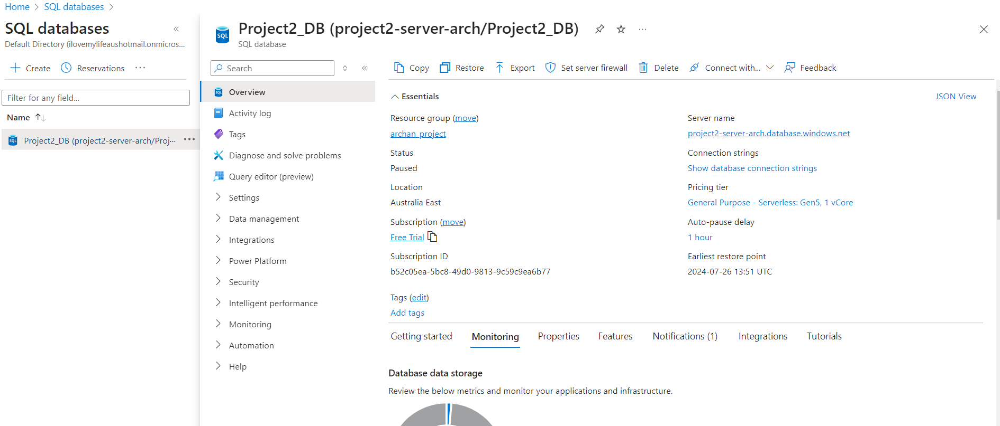 Home > SQL databases >
SQL databases
Default Directory (ilovemylifeaushotmail.onmicros...
Create
Reservations
Filter for any field...
Name
Project2_DB (project2-server-arch/Proj...
Project2_DB (project2-server-arch/Project2_DB)
SQL database
Search
Overview
Activity log
Tags
Diagnose and solve problems
Query editor (preview)
Settings
Data management
Integrations
Power Platform
Security
Intelligent performance
Monitoring
Automation
Help
Copy
Restore
Export
Set server firewall
Delete
Connect with...
Feedback
Essentials
JSON View
Resource group (move)
archan_project
Status
Paused
Location
Australia East
Subscription (move)
Free Trial
Subscription ID
b52c05ea-5bc8-49d0-9813-9c59c9ea6b77
Server name
project2-server-arch.database.windows.net
Connection strings
Show database connection strings
Pricing tier
General Purpose - Serverless: Gen5, 1 vCore
Auto-pause delay
1 hour
Earliest restore point
2024-07-26 13:51 UTC
Tags (edit)
Add tags
Getting started
Monitoring
Properties
Features
Notifications (1)
Integrations
Tutorials
Database data storage
Review the below metrics and monitor your applications and infrastructure.